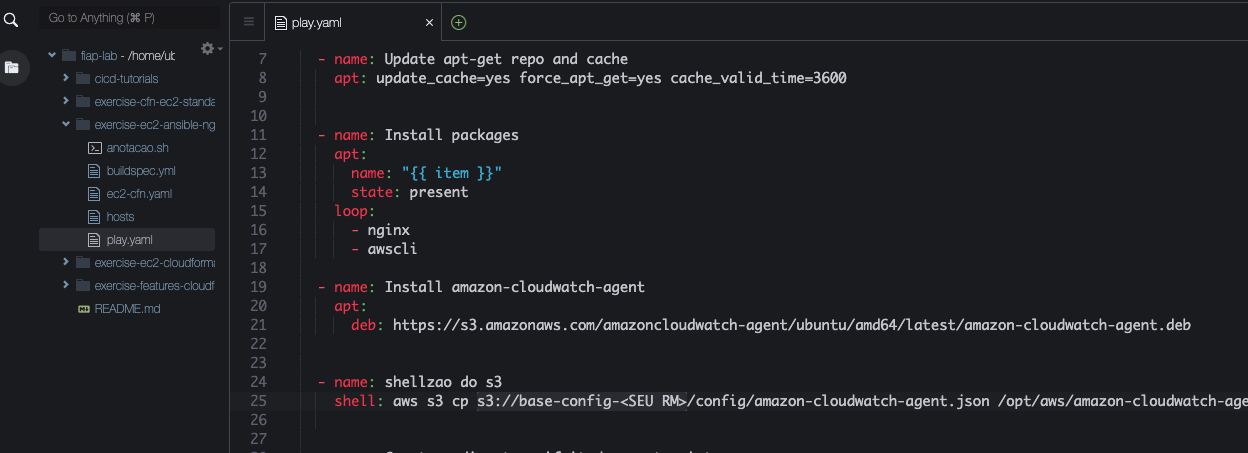 Go to Anything (⌘ P)
fiap-lab - /home/ub
cicd-tutorials
exercise-cfn-ec2-standa
exercise-ec2-ansible-ng
anotacao.sh
buildspec.yml
ec2-cfn.yaml
hosts
play.yaml
exercise-ec2-cloudforma
exercise-features-cloudf
README.md
play.yaml
7 - name: Update apt-get repo and cache
8 apt: update_cache=yes force_apt_get=yes cache_valid_time=3600
9
10
11 - name: Install packages
12 apt:
13 name: "{{ item }}"
14 state: present
15 loop:
16 - nginx
17 - awscli
18
19 - name: Install amazon-cloudwatch-agent
20 apt:
21 deb: https://s3.amazonaws.com/amazoncloudwatch-agent/ubuntu/amd64/latest/amazon-cloudwatch-agent.deb
22
23
24 - name: shellzao do s3
25 shell: aws s3 cp s3://base-config-<SEU RM>/config/amazon-cloudwatch-agent.json /opt/aws/amazon-cloudwatch-age
26
27